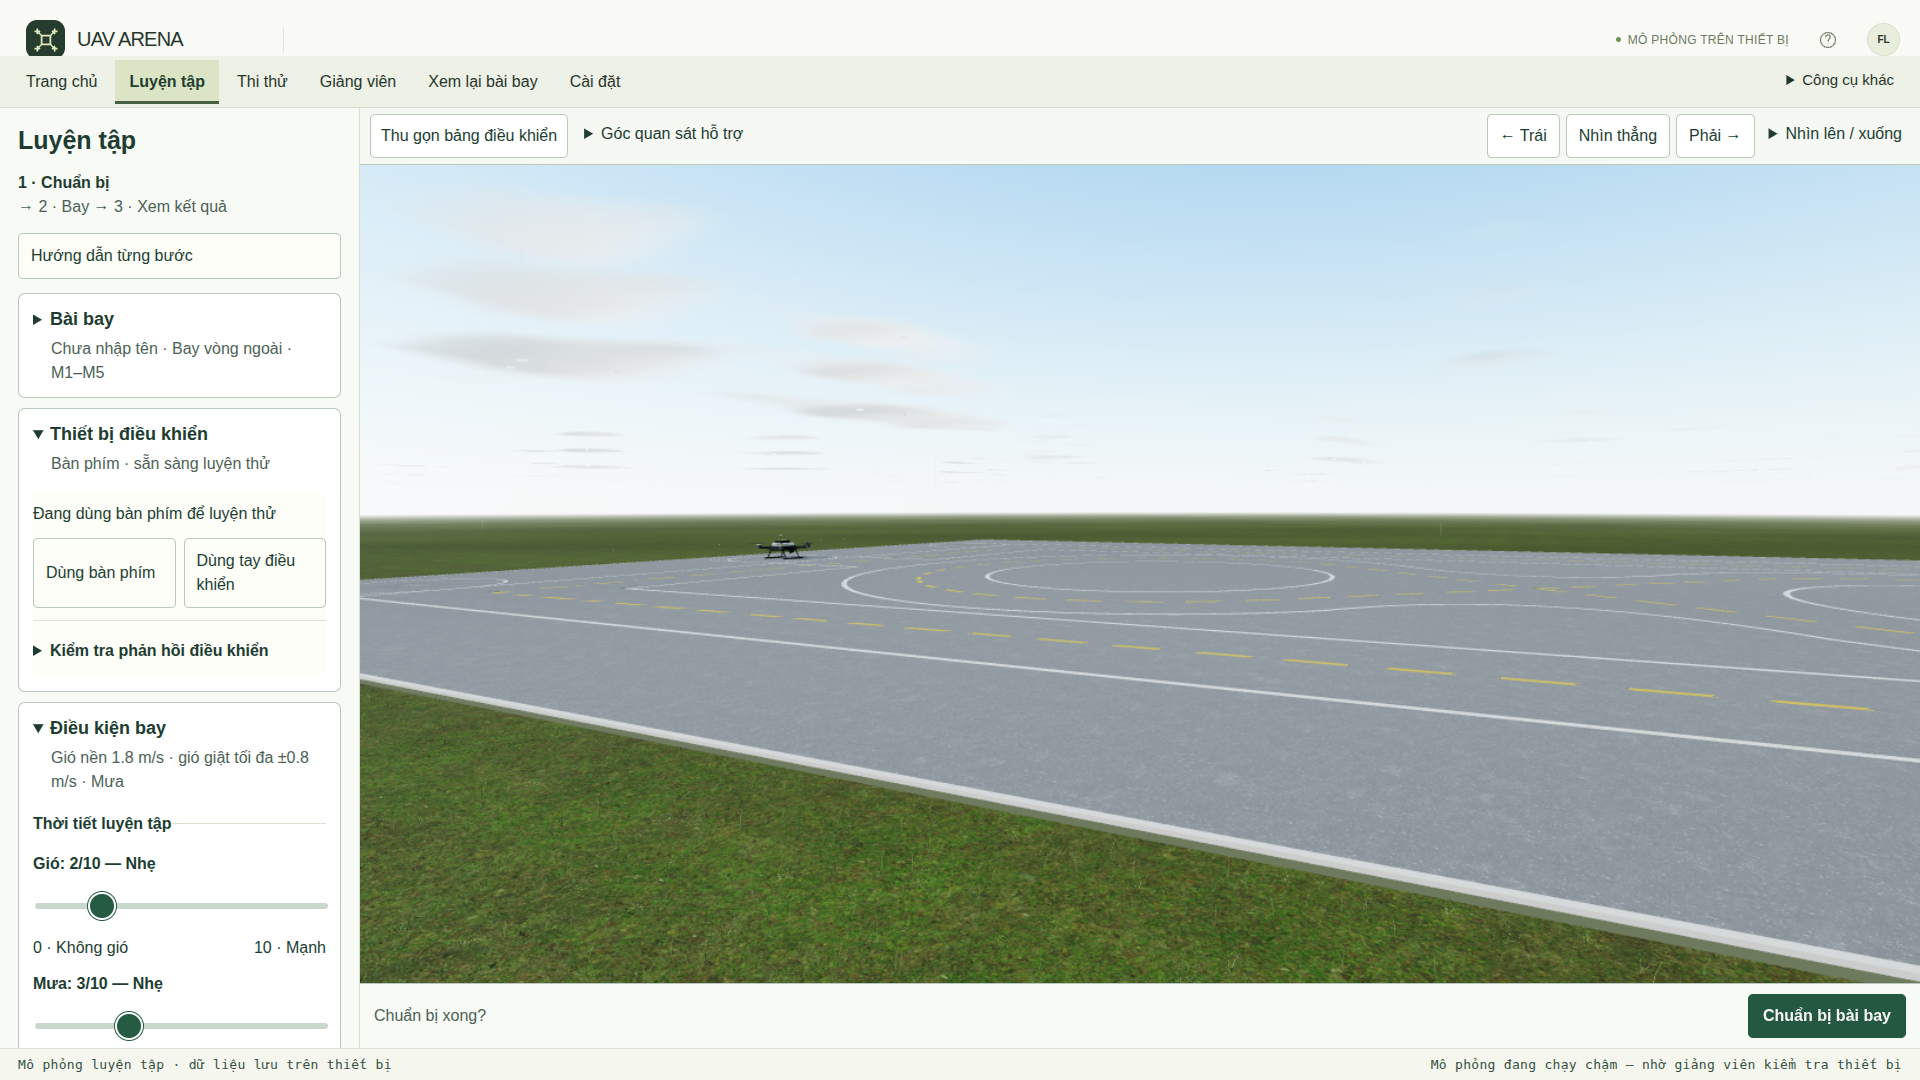 UAV ARENA
MÔ PHỎNG TRÊN THIẾT BỊ
FL
Trang chủ
Luyện tập
Thi thử
Giảng viên
Xem lại bài bay
Cài đặt
Công cụ khác
Luyện tập
1 · Chuẩn bị
→ 2 · Bay → 3 · Xem kết quả
Hướng dẫn từng bước
Bài bay
Chưa nhập tên · Bay vòng ngoài ·
M1–M5
Thiết bị điều khiển
Bàn phím · sẵn sàng luyện thử
Đang dùng bàn phím để luyện thử
Dùng bàn phím
Dùng tay điều
khiển
Kiểm tra phản hồi điều khiển
Điều kiện bay
Gió nền 1.8 m/s · gió giật tối đa ±0.8
m/s · Mưa
Thời tiết luyện tập
Gió: 2/10 — Nhẹ
0 · Không gió
10 · Mạnh
Mưa: 3/10 — Nhẹ
Thu gọn bảng điều khiển
Góc quan sát hỗ trợ
← Trái
Nhìn thẳng
Phải →
Nhìn lên / xuống
Chuẩn bị xong?
Chuẩn bị bài bay
Mô phỏng luyện tập · dữ liệu lưu trên thiết bị
Mô phỏng đang chạy chậm — nhờ giảng viên kiểm tra thiết bị